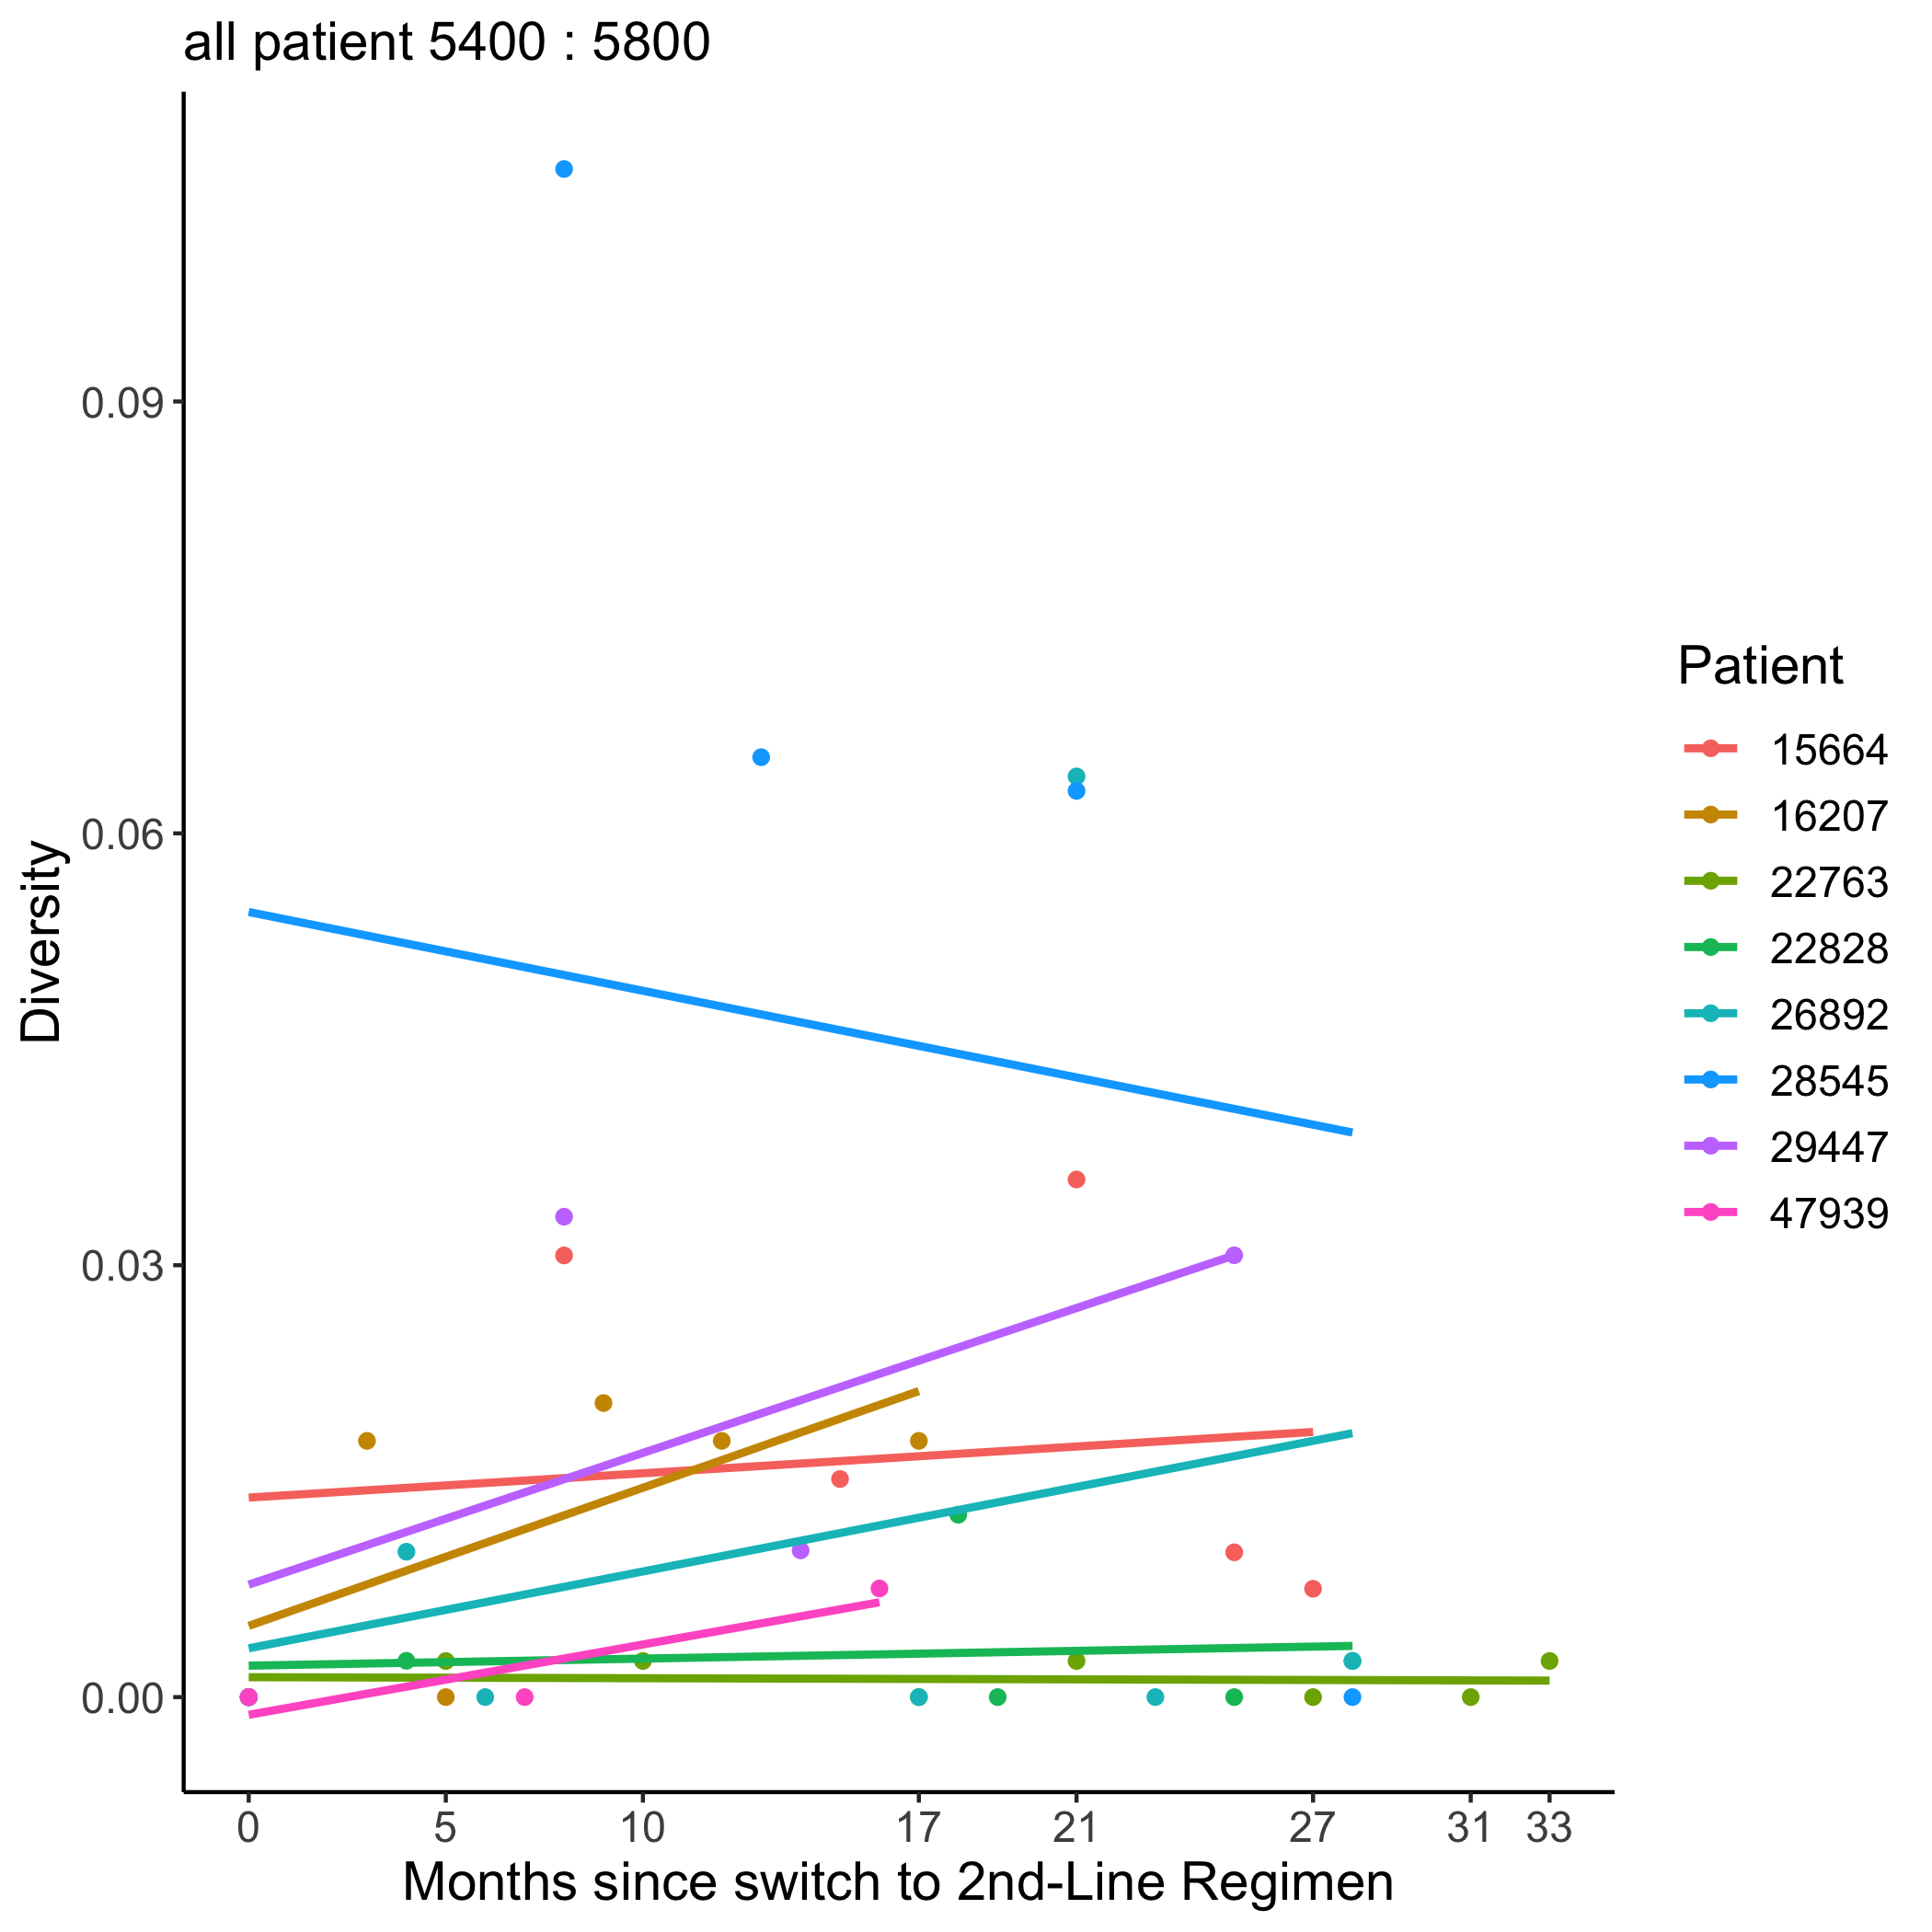 all patient 5400 : 5800
Diversity
0.09
0.06
0.03
0.00
0 5 10 17 21 27 31 33
Months since switch to 2nd-Line Regimen
Patient
15664
16207
22763
22828
26892
28545
29447
47939